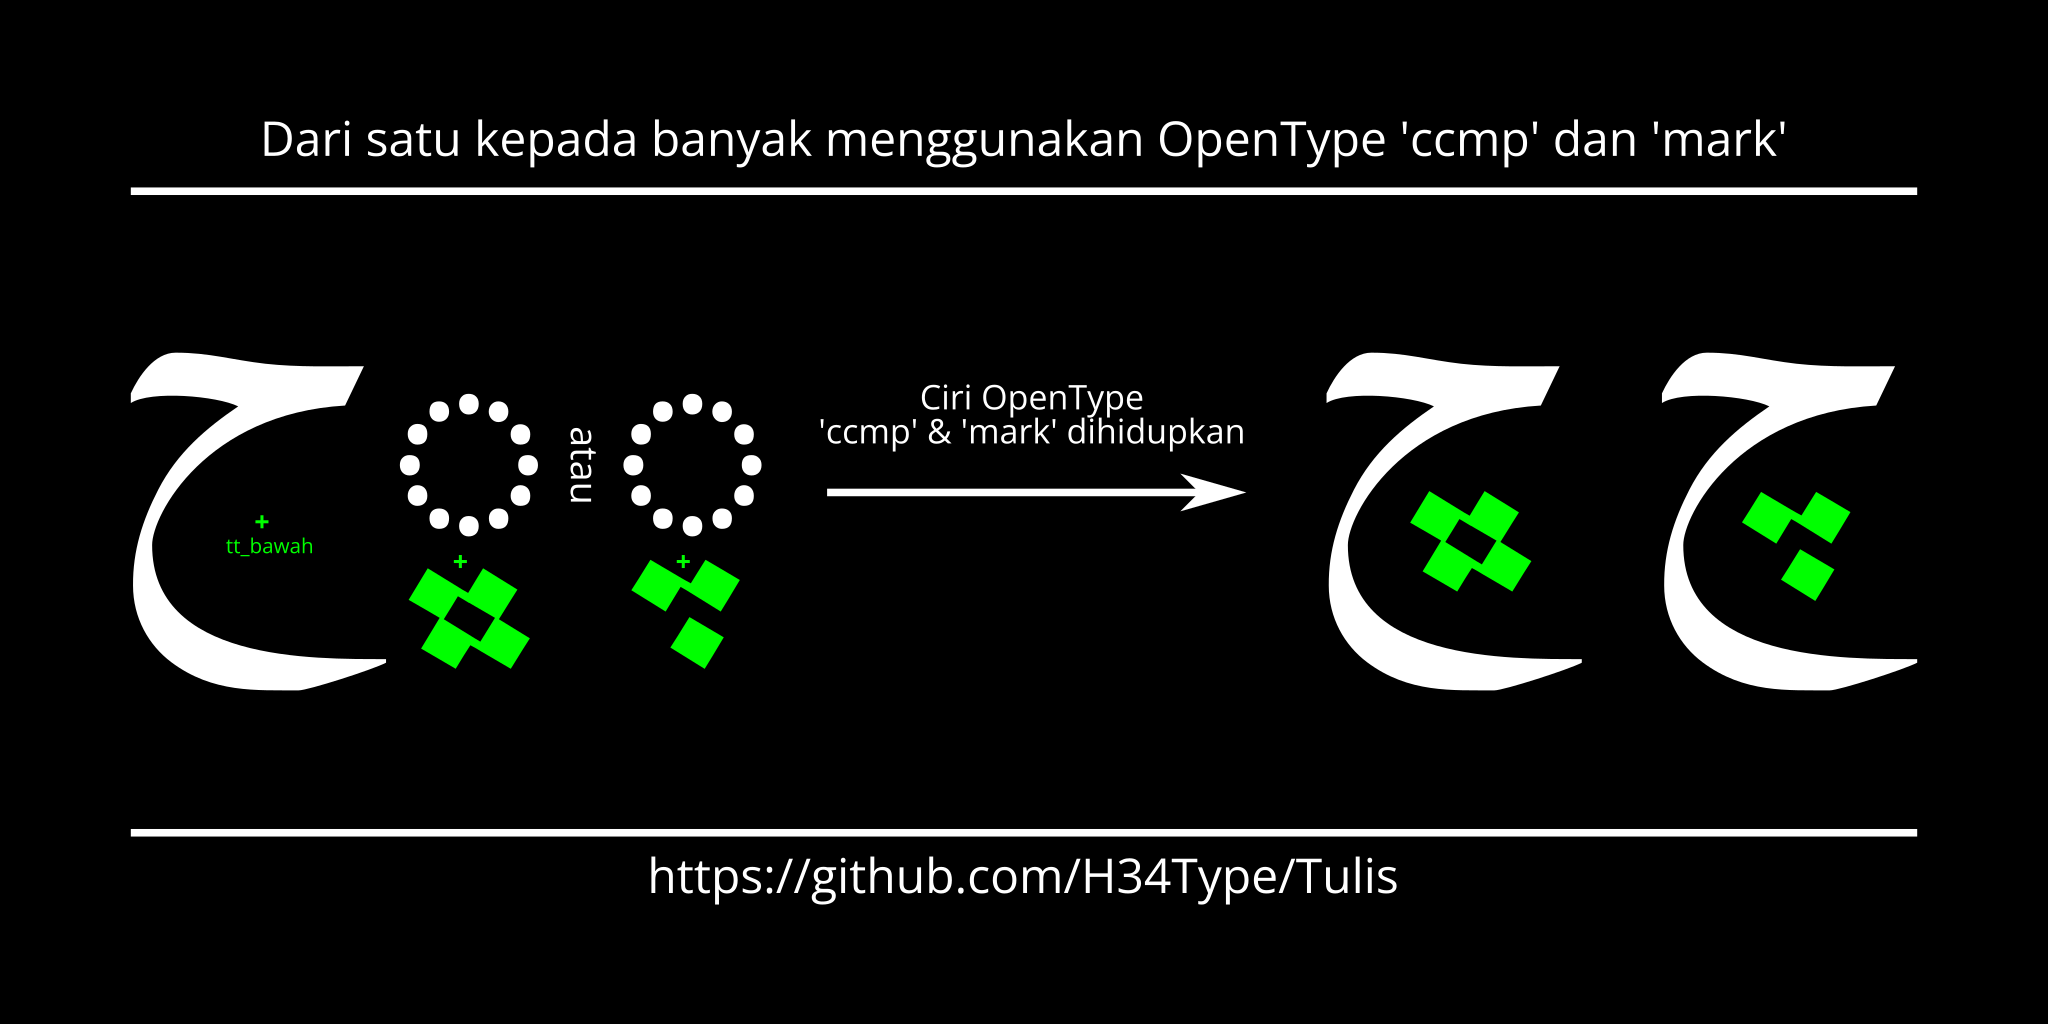 Dari satu kepada banyak menggunakan OpenType 'ccmp' dan 'mark'
ح
+
tt_bawah
atau
Ciri OpenType
'ccmp' & 'mark' dihidupkan
چ ج
https://github.com/H34Type/Tulis